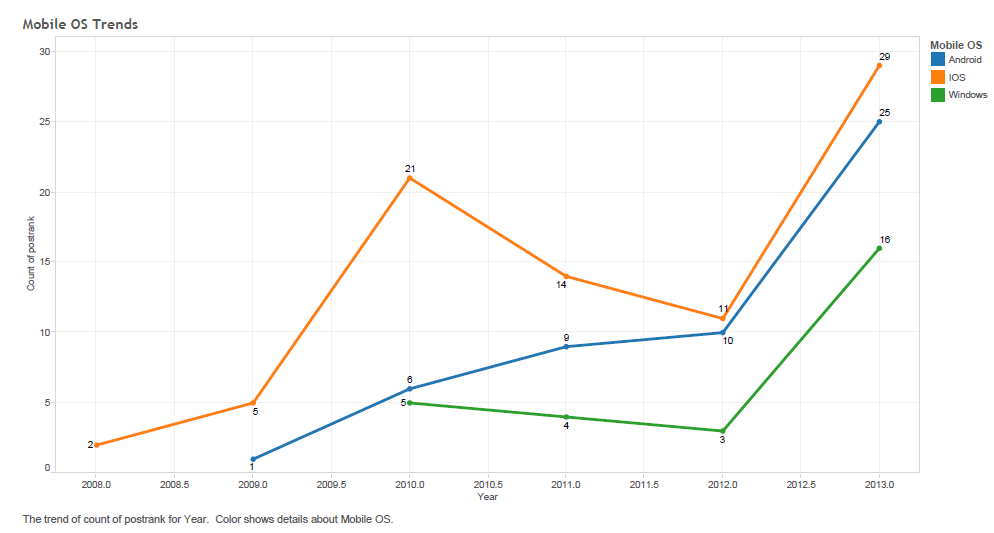 Mobile OS Trends
Mobile OS
Android
IOS
Windows
30
25
20
15
10
5
0
Count of postrank
29
25
21
16
14
11
10
9
6
5
5
4
3
2
1
2008.0 2008.5 2009.0 2009.5 2010.0 2010.5 2011.0 2011.5 2012.0 2012.5 2013.0
Year
The trend of count of postrank for Year.  Color shows details about Mobile OS.